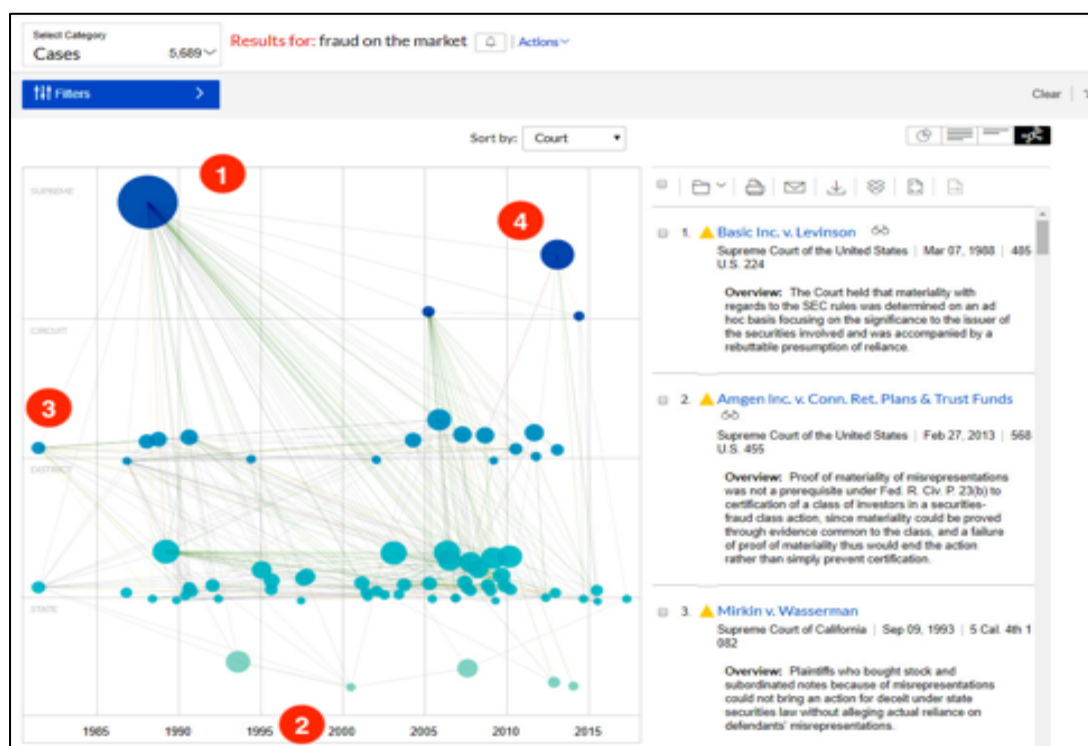 Select Category
Cases 5,689
Results for: fraud on the market
Actions
Filters
Clear
Sort by: Court
1
SUPREME
4
CIRCUIT
3
DISTRICT
STATE
2
1985 1990 1995 2000 2005 2010 2015
1. Basic Inc. v. Levinson
Supreme Court of the United States | Mar 07, 1988 | 485
U.S. 224
Overview: The Court held that materiality with
regards to the SEC rules was determined on an ad
hoc basis focusing on the significance to the issuer of
the securities involved and was accompanied by a
rebuttable presumption of reliance.
2. Amgen Inc. v. Conn. Ret. Plans & Trust Funds
Supreme Court of the United States | Feb 27, 2013 | 568
U.S. 455
Overview: Proof of materiality of misrepresentations
was not a prerequisite under Fed. R. Civ. P. 23(b) to
certification of a class of investors in a securities-
fraud class action, since materiality could be proved
through evidence common to the class, and a failure
of proof of materiality thus would end the action
rather than simply prevent certification.
3. Mirkin v. Wasserman
Supreme Court of California | Sep 09, 1993 | 5 Cal. 4th 1
082
Overview: Plaintiffs who bought stock and
subordinated notes because of misrepresentations
could not bring an action for deceit under state
securities law without alleging actual reliance on
defendants' misrepresentations.